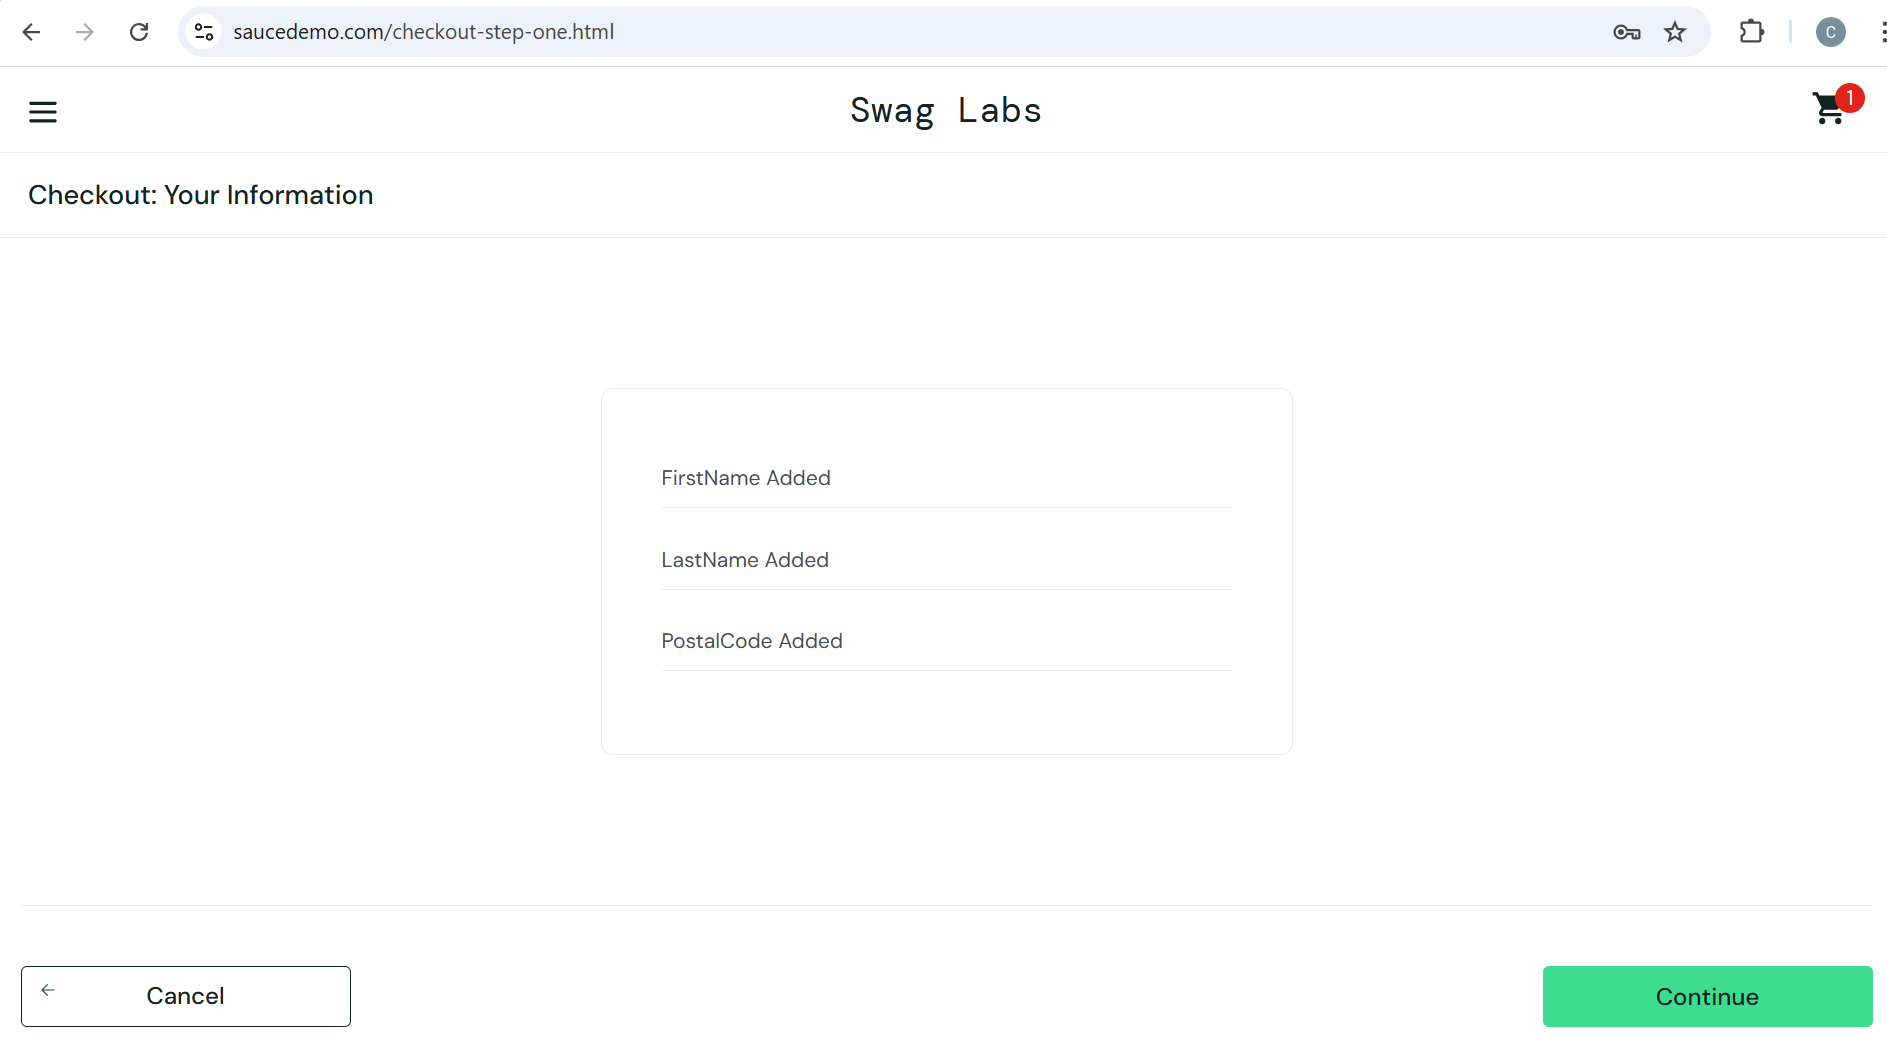 saucedemo.com/checkout-step-one.html
C
Swag Labs
1
Checkout: Your Information
FirstName Added
LastName Added
PostalCode Added
Cancel
Continue